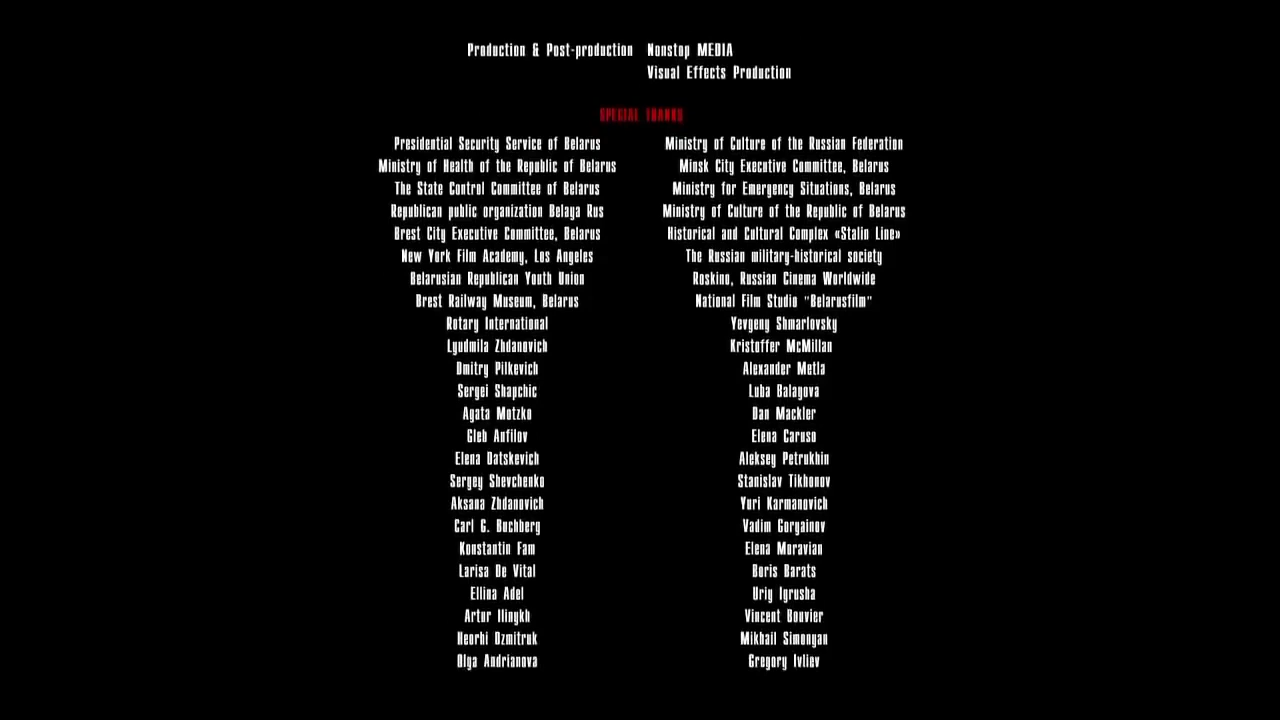 Production & Post-production Nonstop MEDIA
Visual Effects Production
SPECIAL THANKS
Presidential Security Service of Belarus Ministry of Culture of the Russian Federation
Ministry of Health of the Republic of Belarus Minsk City Executive Committee, Belarus
The State Control Committee of Belarus Ministry for Emergency Situations, Belarus
Republican public organization Belaya Rus Ministry of Culture of the Republic of Belarus
Brest City Executive Committee, Belarus Historical and Cultural Complex «Stalin Line»
New York Film Academy, Los Angeles The Russian military-historical society
Belarusian Republican Youth Union Roskino, Russian Cinema Worldwide
Brest Railway Museum, Belarus National Film Studio "Belarusfilm"
Rotary International Yevgeny Shmarlovsky
Lyudmila Zhdanovich Kristoffer McMillan
Dmitry Pilkevich Alexander Metla
Sergei Shapchic Luba Balagova
Agata Motzko Dan Mackler
Gleb Anfilov Elena Caruso
Elena Datskevich Aleksey Petrukhin
Sergey Shevchenko Stanislav Tikhonov
Aksana Zhdanovich Yuri Karmanovich
Carl G. Buchberg Vadim Goryainov
Konstantin Fam Elena Moravian
Larisa De Vital Boris Barats
Ellina Adel Uriy Igrusha
Artur Ilinykh Vincent Bouvier
Heorhi Dzmitruk Mikhail Simonyan
Olga Andrianova Gregory Ivliev